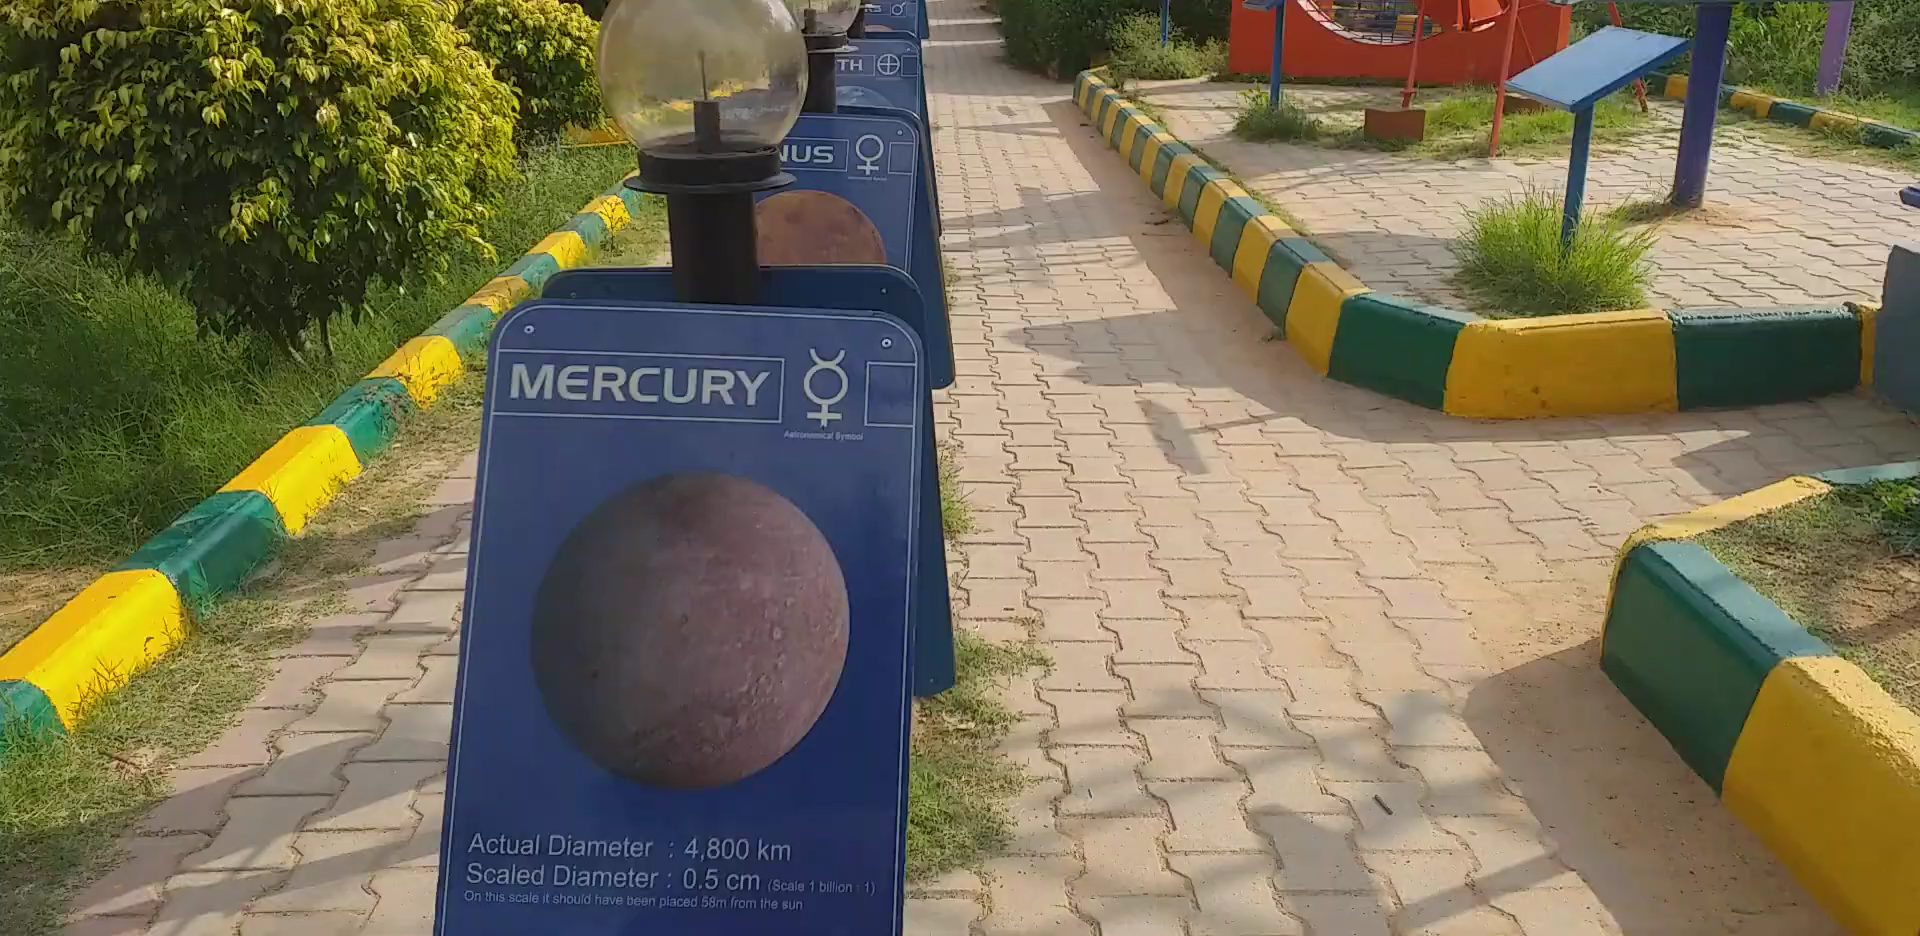 MERCURY
Astronomical Symbol
Actual Diameter : 4,800 km
Scaled Diameter : 0.5 cm (Scale 1 billion : 1)
On this scale it should have been placed 58m from the sun
NUS
TH